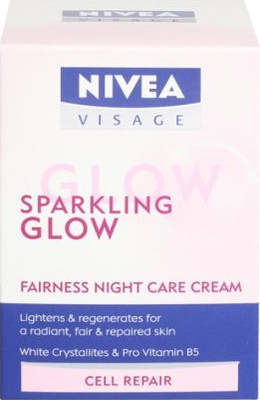 NIVEA
VISAGE
GLOW
SPARKLING
GLOW
FAIRNESS NIGHT CARE CREAM
Lightens & regenerates for
a radiant, fair & repaired skin
White Crystallites & Pro Vitamin B5
CELL REPAIR